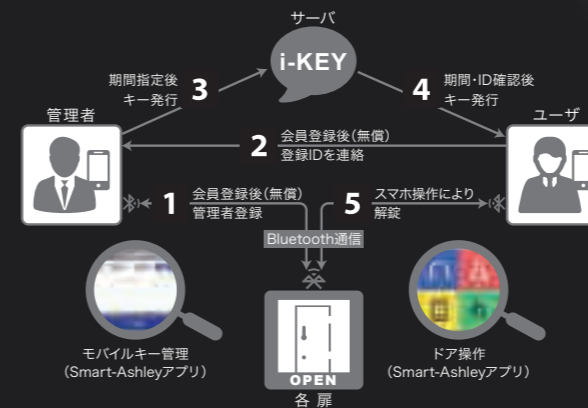 サーバ
i-KEY
期間指定後
キー発行
3
4
期間・ID確認後
キー発行
管理者
ユーザ
2
会員登録後(無償)
登録IDを連絡
1
会員登録後(無償)
管理者登録
5
スマホ操作により
解錠
Bluetooth通信
モバイルキー管理
(Smart-Ashleyアプリ)
ドア操作
(Smart-Ashleyアプリ)
OPEN
各 扉